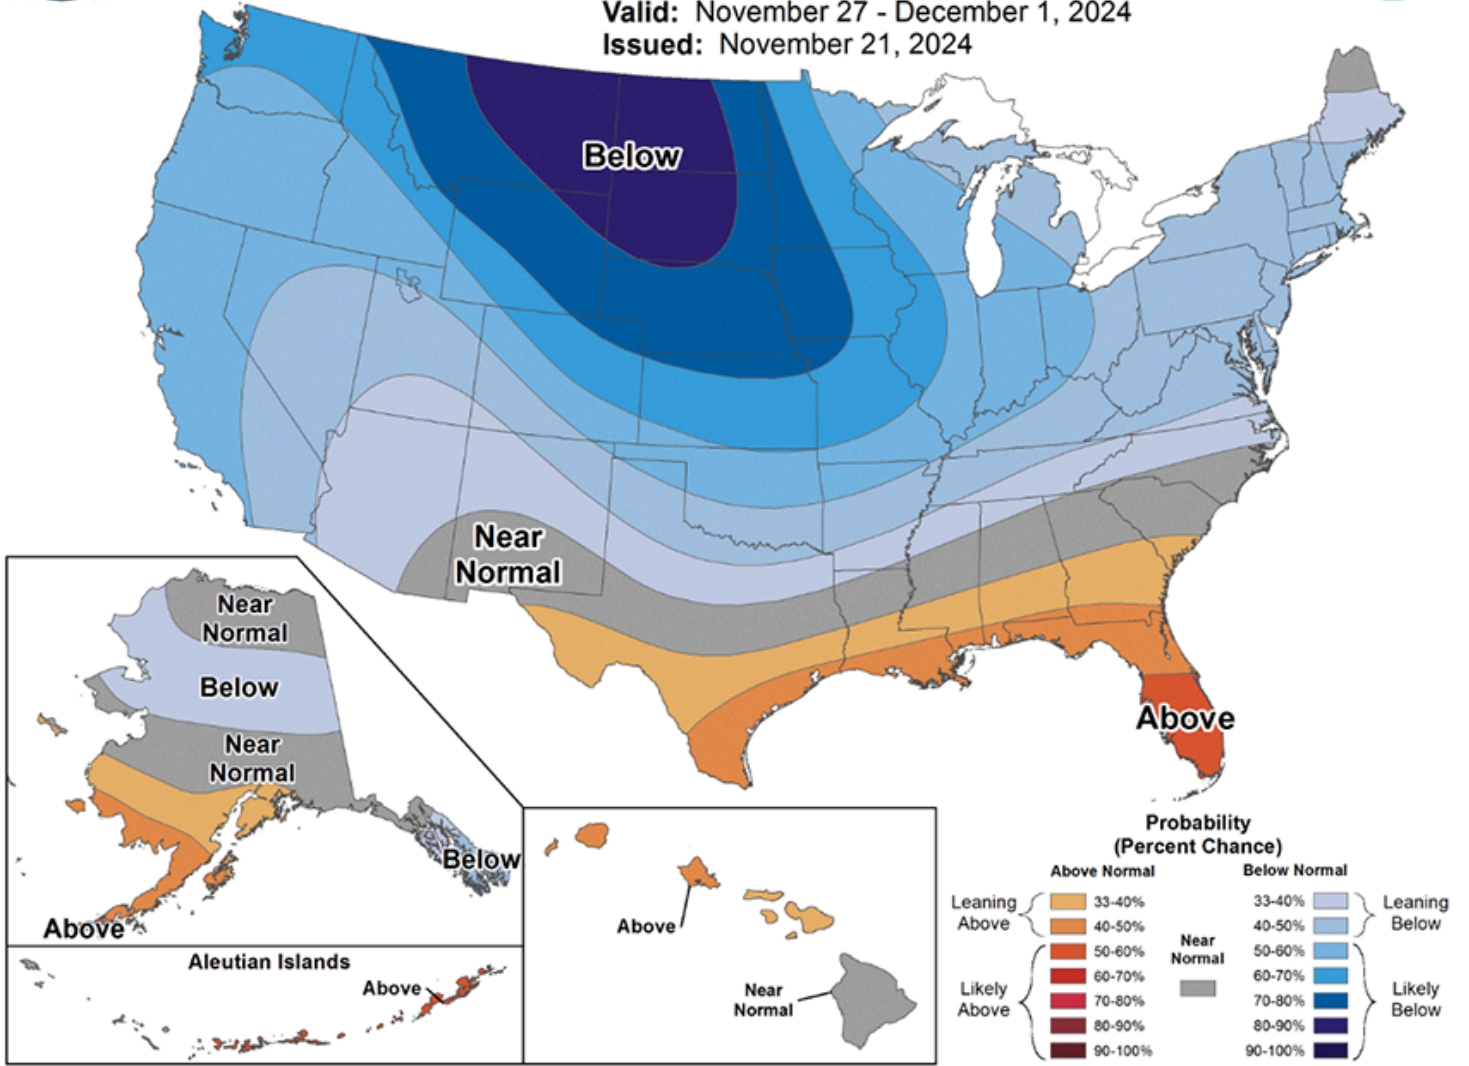 Valid: November 27 - December 1, 2024
Issued: November 21, 2024
Below
Near
Normal
Above
Near
Normal
Below
Near
Normal
Below
Above
Aleutian Islands
Above
Above
Near
Normal
Probability
(Percent Chance)
Above Normal
Below Normal
Leaning
Above
33-40%
40-50%
Likely
Above
50-60%
60-70%
70-80%
80-90%
90-100%
Near
Normal
33-40%
40-50%
Leaning
Below
50-60%
60-70%
70-80%
80-90%
90-100%
Likely
Below